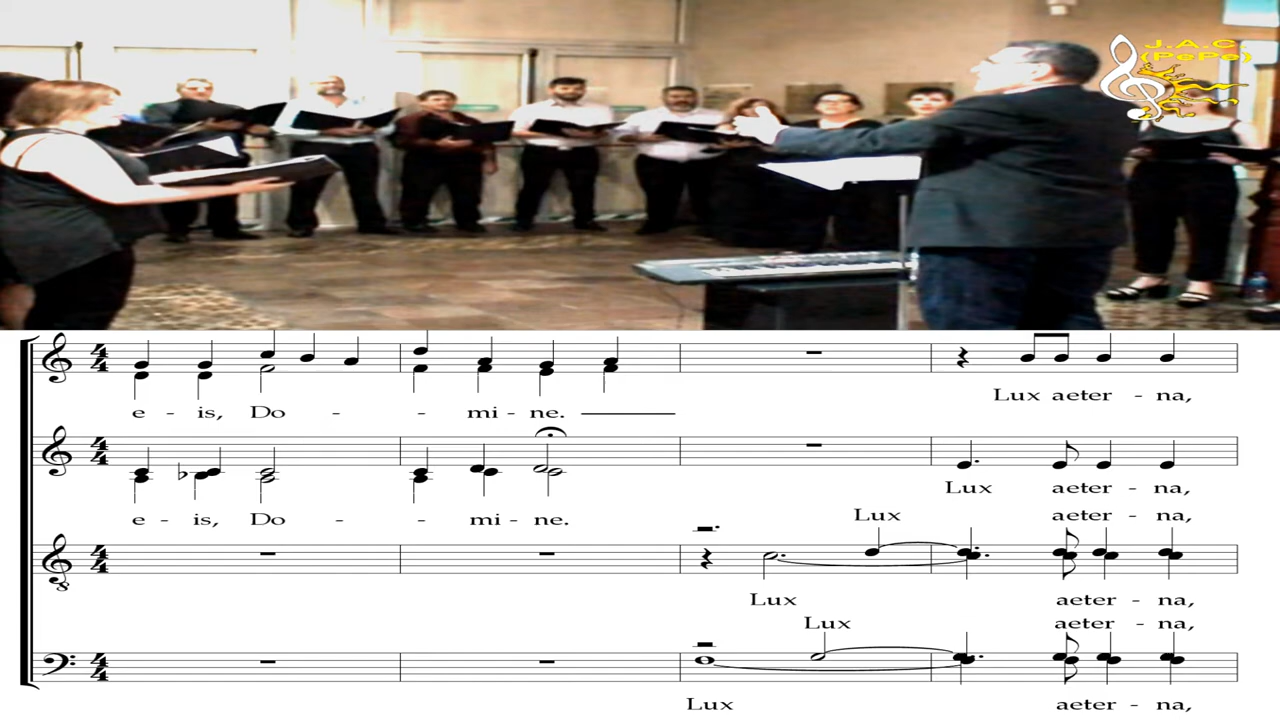 J.A.C.
(PePe)
Lux aeter - na,
e - is, Do - - mi - ne.
Lux aeter - na,
e - is, Do - - mi - ne.
Lux aeter - na,
Lux aeter - na,
Lux aeter - na,
Lux aeter - na,